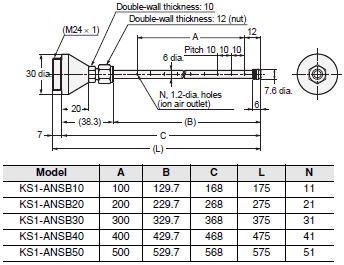 Double-wall thickness: 10
Double-wall thickness: 12 (nut)
(M24 × 1)
A
12
Pitch 10 10 10
6 dia.
30 dia.
7.6 dia.
N, 1.2-dia. holes
(ion air outlet)
20
6
(38.3)
(B)
7
C
(L)
Model A B C L N
KS1-ANSB10 100 129.7 168 175 11
KS1-ANSB20 200 229.7 268 275 21
KS1-ANSB30 300 329.7 368 375 31
KS1-ANSB40 400 429.7 468 475 41
KS1-ANSB50 500 529.7 568 575 51